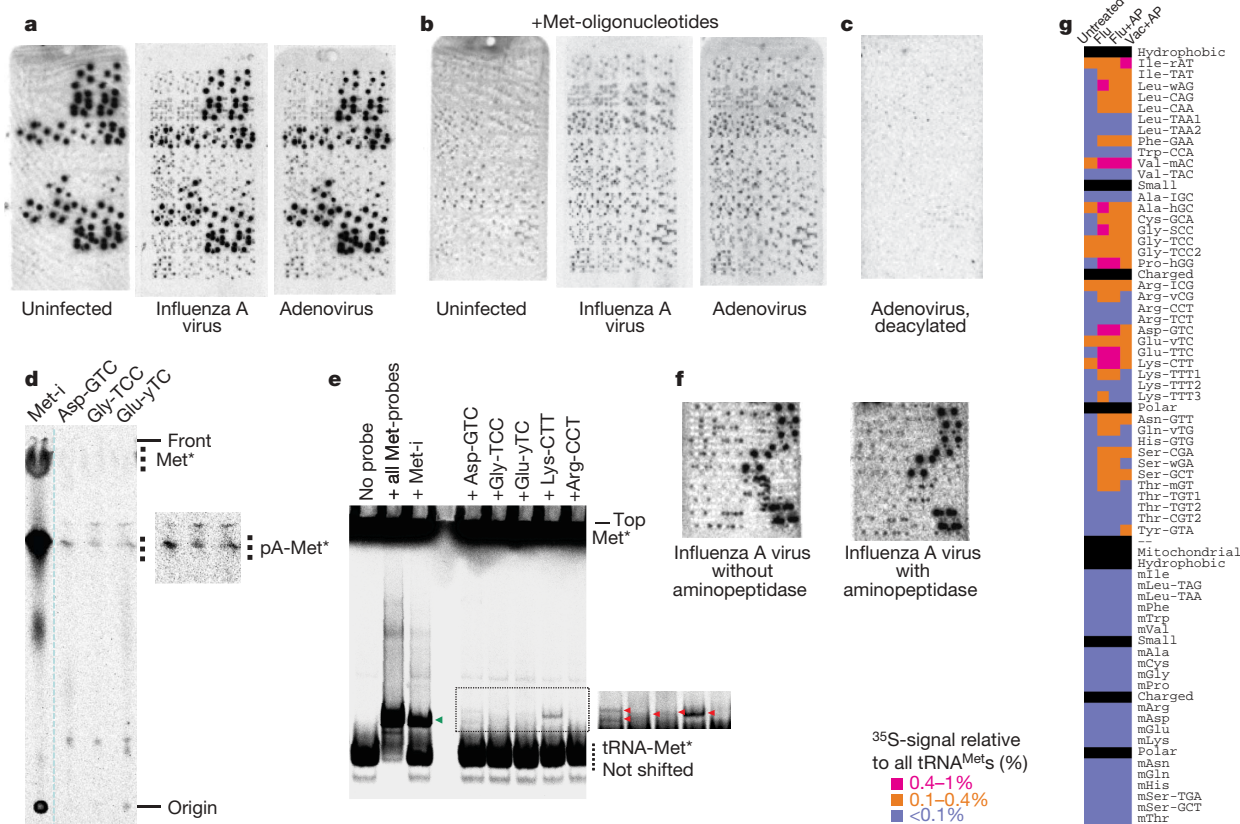 a
b
+Met-oligonucleotides
c
g
Untreated
Flu
Flu+AP
Vac+AP
Uninfected
Influenza A
virus
Adenovirus
Uninfected
Influenza A
virus
Adenovirus
Adenovirus,
deacylated
d
Met-i
Asp-GTC
Gly-TCC
Glu-yTC
Front
Met*
pA-Met*
Origin
e
No probe
+ all Met-probes
+ Met-i
+ Asp-GTC
+Gly-TCC
+Glu-yTC
+ Lys-CTT
+Arg-CCT
Top
Met*
tRNA-Met*
Not shifted
f
Influenza A virus
without
aminopeptidase
Influenza A virus
with
aminopeptidase
35S-signal relative
to all tRNAMets (%)
0.4–1%
0.1–0.4%
<0.1%
Hydrophobic
Ile-rAT
Ile-TAT
Leu-wAG
Leu-CAG
Leu-CAA
Leu-TAA1
Leu-TAA2
Phe-GAA
Trp-CCA
Val-mAC
Val-TAC
Small
Ala-IGC
Ala-hGC
Cys-GCA
Gly-SCC
Gly-TCC
Gly-TCC2
Pro-hGG
Charged
Arg-ICG
Arg-vCG
Arg-CCT
Arg-TCT
Asp-GTC
Glu-vTC
Glu-TTC
Lys-CTT
Lys-TTT1
Lys-TTT2
Lys-TTT3
Polar
Asn-GTT
Gln-vTG
His-GTG
Ser-CGA
Ser-wGA
Ser-GCT
Thr-mGT
Thr-TGT1
Thr-TGT2
Thr-CGT2
Tyr-GTA
--
Mitochondrial
Hydrophobic
mIle
mLeu-TAG
mLeu-TAA
mPhe
mTrp
mVal
Small
mAla
mCys
mGly
mPro
Charged
mArg
mAsp
mGlu
mLys
Polar
mAsn
mGln
mHis
mSer-TGA
mSer-GCT
mThr